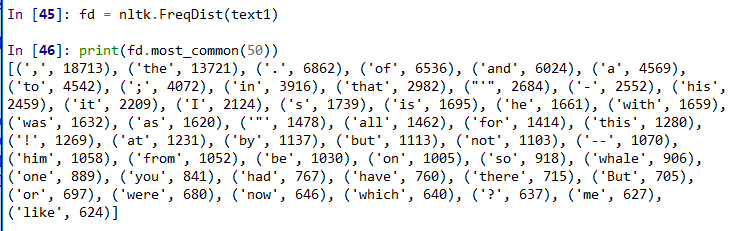 In [45]: fd = nltk.FreqDist(text1)
In [46]: print(fd.most_common(50))
[(',', 18713), ('the', 13721), ('.', 6862), ('of', 6536), ('and', 6024), ('a', 4569),
('to', 4542), (';', 4072), ('in', 3916), ('that', 2982), ("'", 2684), ('-', 2552), ('his',
2459), ('it', 2209), ('I', 2124), ('s', 1739), ('is', 1695), ('he', 1661), ('with', 1659),
('was', 1632), ('as', 1620), ('"', 1478), ('all', 1462), ('for', 1414), ('this', 1280),
('!', 1269), ('at', 1231), ('by', 1137), ('but', 1113), ('not', 1103), ('--', 1070),
('him', 1058), ('from', 1052), ('be', 1030), ('on', 1005), ('so', 918), ('whale', 906),
('one', 889), ('you', 841), ('had', 767), ('have', 760), ('there', 715), ('But', 705),
('or', 697), ('were', 680), ('now', 646), ('which', 640), ('?', 637), ('me', 627),
('like', 624)]